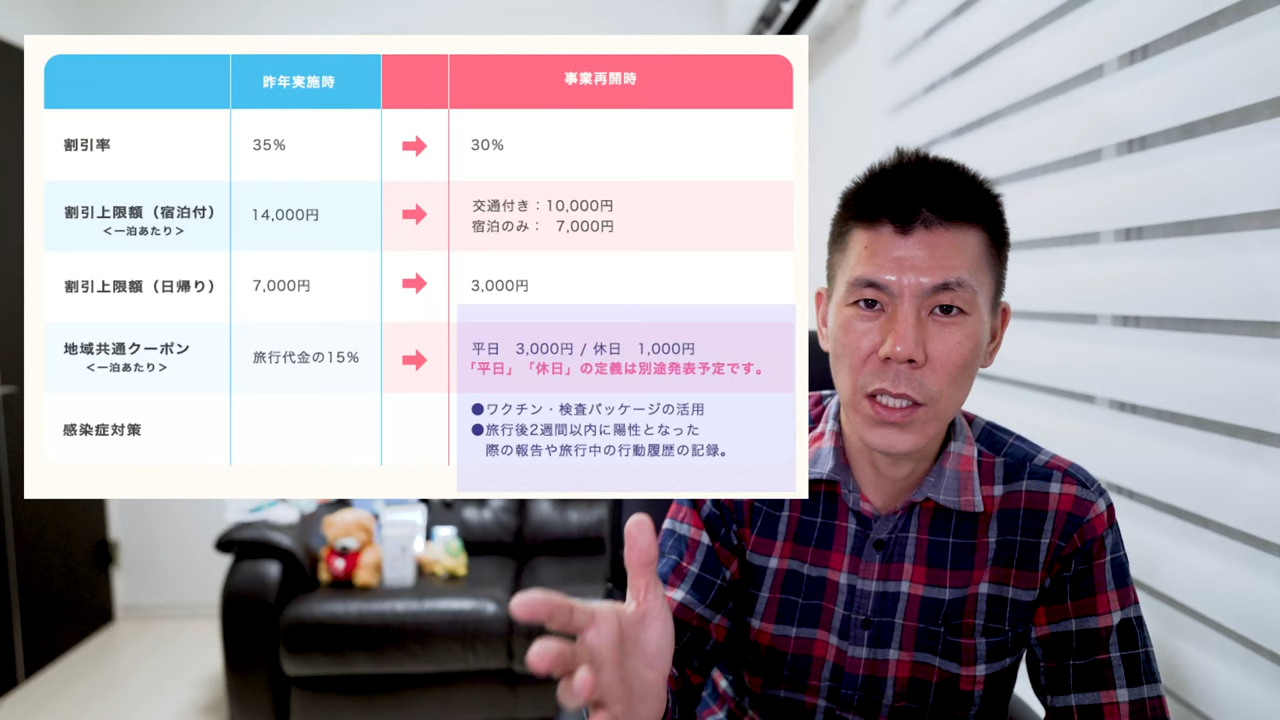 昨年実施時
事業再開時
割引率
35%
30%
割引上限額（宿泊付）
＜一泊あたり＞
14,000円
交通付き：10,000円
宿泊のみ： 7,000円
割引上限額（日帰り）
7,000円
3,000円
地域共通クーポン
＜一泊あたり＞
旅行代金の15%
平日 3,000円 / 休日 1,000円
「平日」「休日」の定義は別途発表予定です。
感染症対策
●ワクチン・検査パッケージの活用
●旅行後2週間以内に陽性となった
際の報告や旅行中の行動履歴の記録。